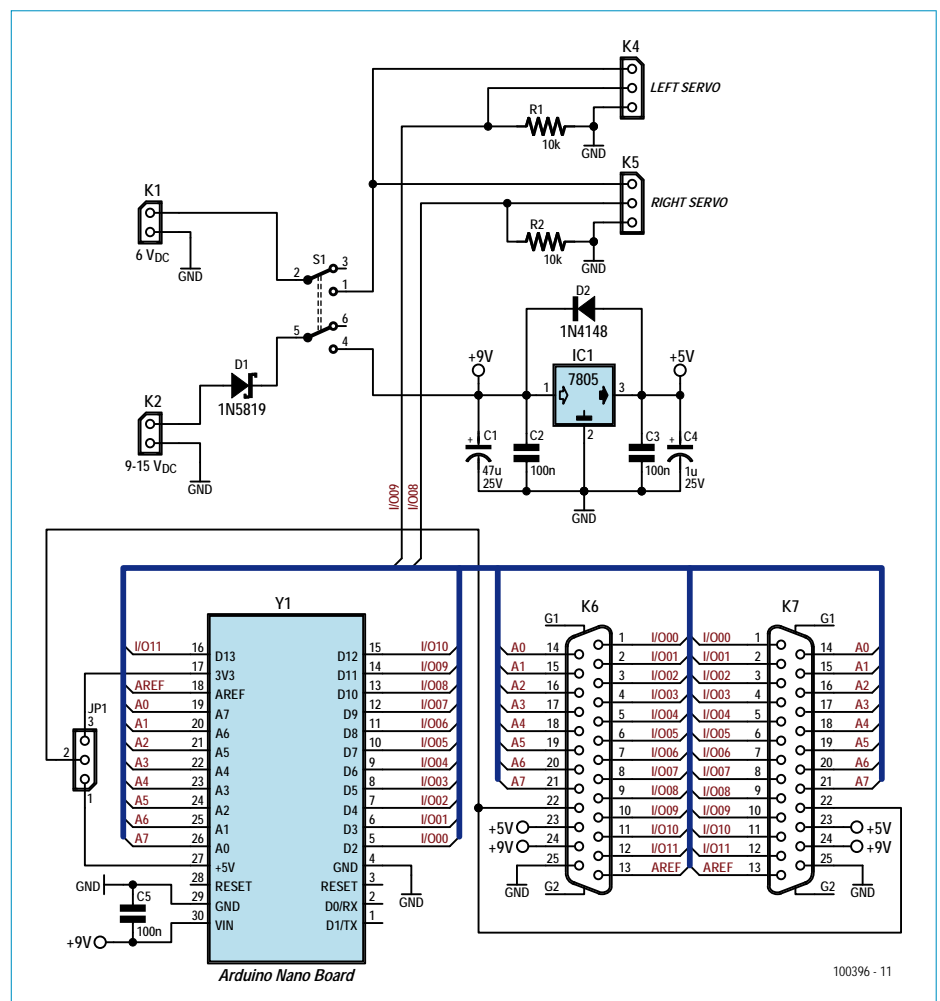 K4
LEFT SERVO
R1
10k
GND
K5
RIGHT SERVO
R2
10k
GND
K1
6 VDC
GND
S1
2
3
1
5
6
4
D1
1N5819
K2
9-15 VDC
GND
D2
1N4148
IC1
7805
1
3
2
+9V
+5V
+
C1
47u
25V
C2
100n
C3
100n
+
C4
1u
25V
GND
I/O09
I/O08
Y1
I/O11 16 D13
17 3V3
AREF 18 AREF
A0 19 A7
A1 20 A6
A2 21 A5
A3 22 A4
A4 23 A3
A5 24 A2
A6 25 A1
A7 26 A0
27 +5V
28 RESET
29 GND
30 VIN
D12 15 I/O10
D11 14 I/O09
D10 13 I/O08
D9 12 I/O07
D8 11 I/O06
D7 10 I/O05
D6 9 I/O04
D5 8 I/O03
D4 7 I/O02
D3 6 I/O01
D2 5 I/O00
GND 4
RESET 3
D0/RX 2
D1/TX 1
GND
JP1
3
2
1
GND
C5
100n
+9V
Arduino Nano Board
K6
G1
A0 14
A1 15
A2 16
A3 17
A4 18
A5 19
A6 20
A7 21
22
+5V 23
+9V 24
25
GND
G2
1 I/O00
2 I/O01
3 I/O02
4 I/O03
5 I/O04
6 I/O05
7 I/O06
8 I/O07
9 I/O08
10 I/O09
11 I/O10
12 I/O11
13 AREF
K7
G1
I/O00 1
I/O01 2
I/O02 3
I/O03 4
I/O04 5
I/O05 6
I/O06 7
I/O07 8
I/O08 9
I/O09 10
I/O10 11
I/O11 12
AREF 13
14 A0
15 A1
16 A2
17 A3
18 A4
19 A5
20 A6
21 A7
22
23 +5V
24 +9V
25
GND
G2
100396 - 11